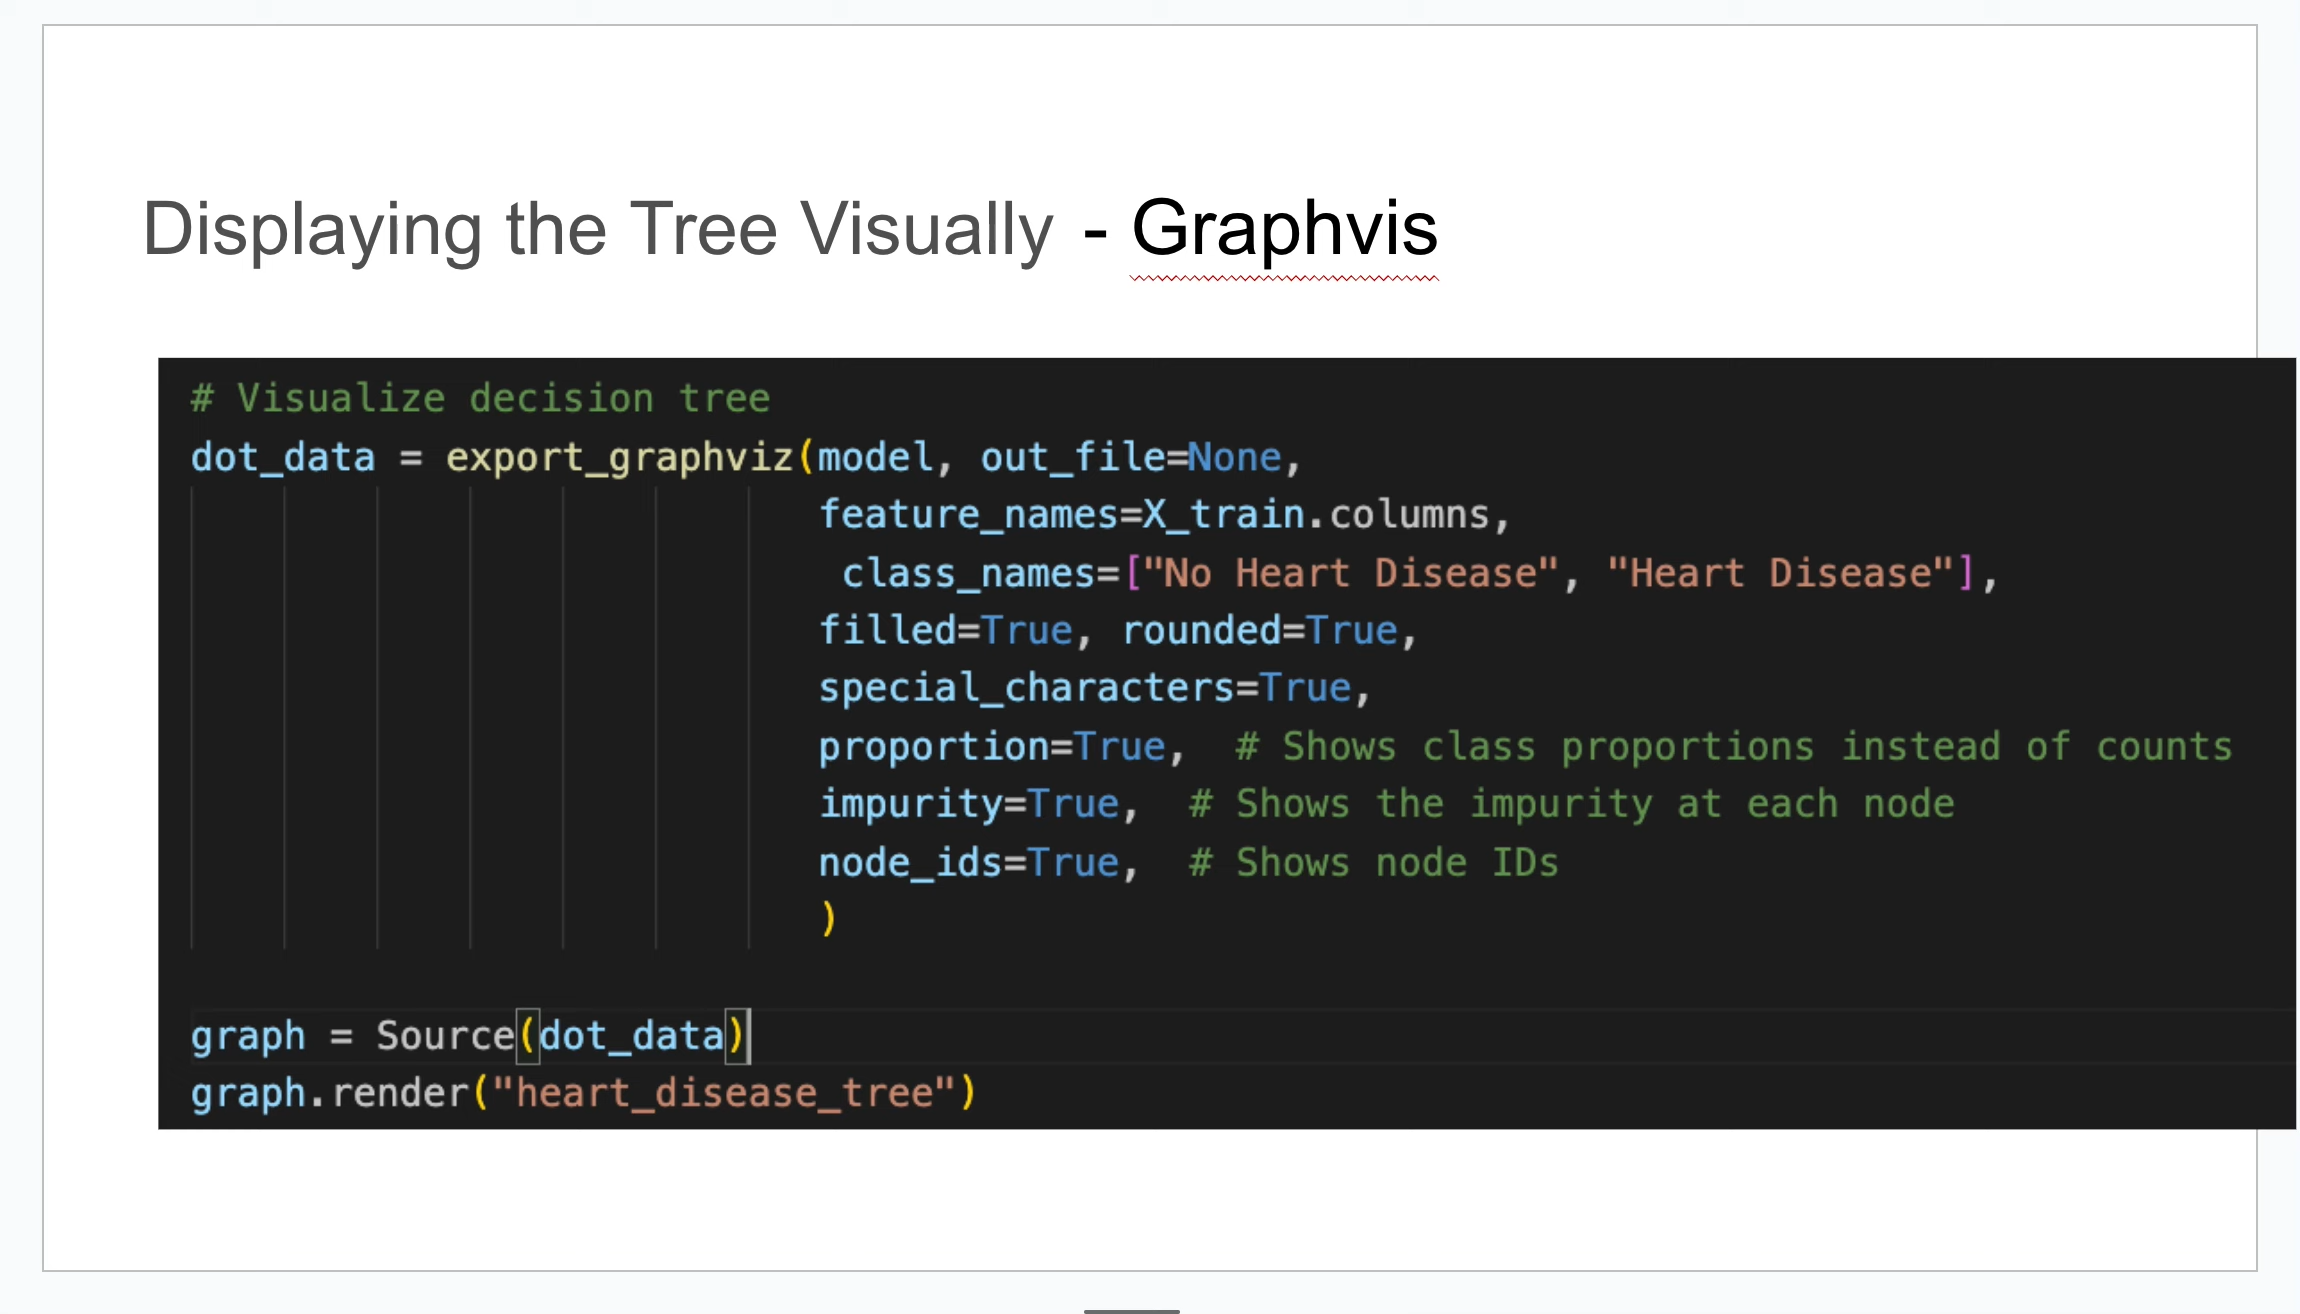 Displaying the Tree Visually - Graphvis
# Visualize decision tree
dot_data = export_graphviz(model, out_file=None,
feature_names=X_train.columns,
class_names=["No Heart Disease", "Heart Disease"],
filled=True, rounded=True,
special_characters=True,
proportion=True,  # Shows class proportions instead of counts
impurity=True,  # Shows the impurity at each node
node_ids=True,  # Shows node IDs
)
graph = Source(dot_data)
graph.render("heart_disease_tree")